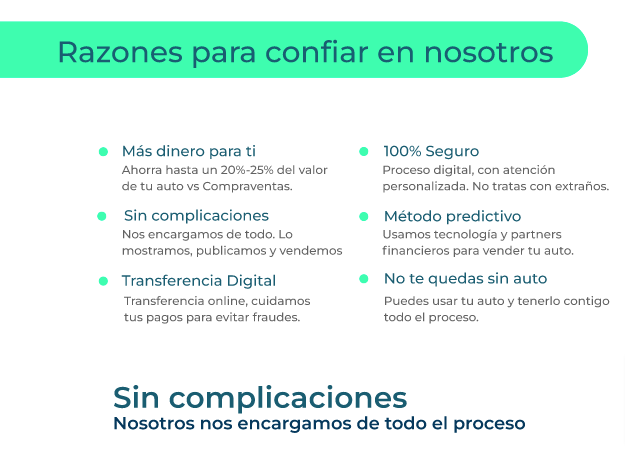 Razones para confiar en nosotros
Más dinero para ti
Ahorra hasta un 20%-25% del valor
de tu auto vs Compraventas.
Sin complicaciones
Nos encargamos de todo. Lo
mostramos, publicamos y vendemos
Transferencia Digital
Transferencia online, cuidamos
tus pagos para evitar fraudes.
100% Seguro
Proceso digital, con atención
personalizada. No tratas con extraños.
Método predictivo
Usamos tecnología y partners
financieros para vender tu auto.
No te quedas sin auto
Puedes usar tu auto y tenerlo contigo
todo el proceso.
Sin complicaciones
Nosotros nos encargamos de todo el proceso